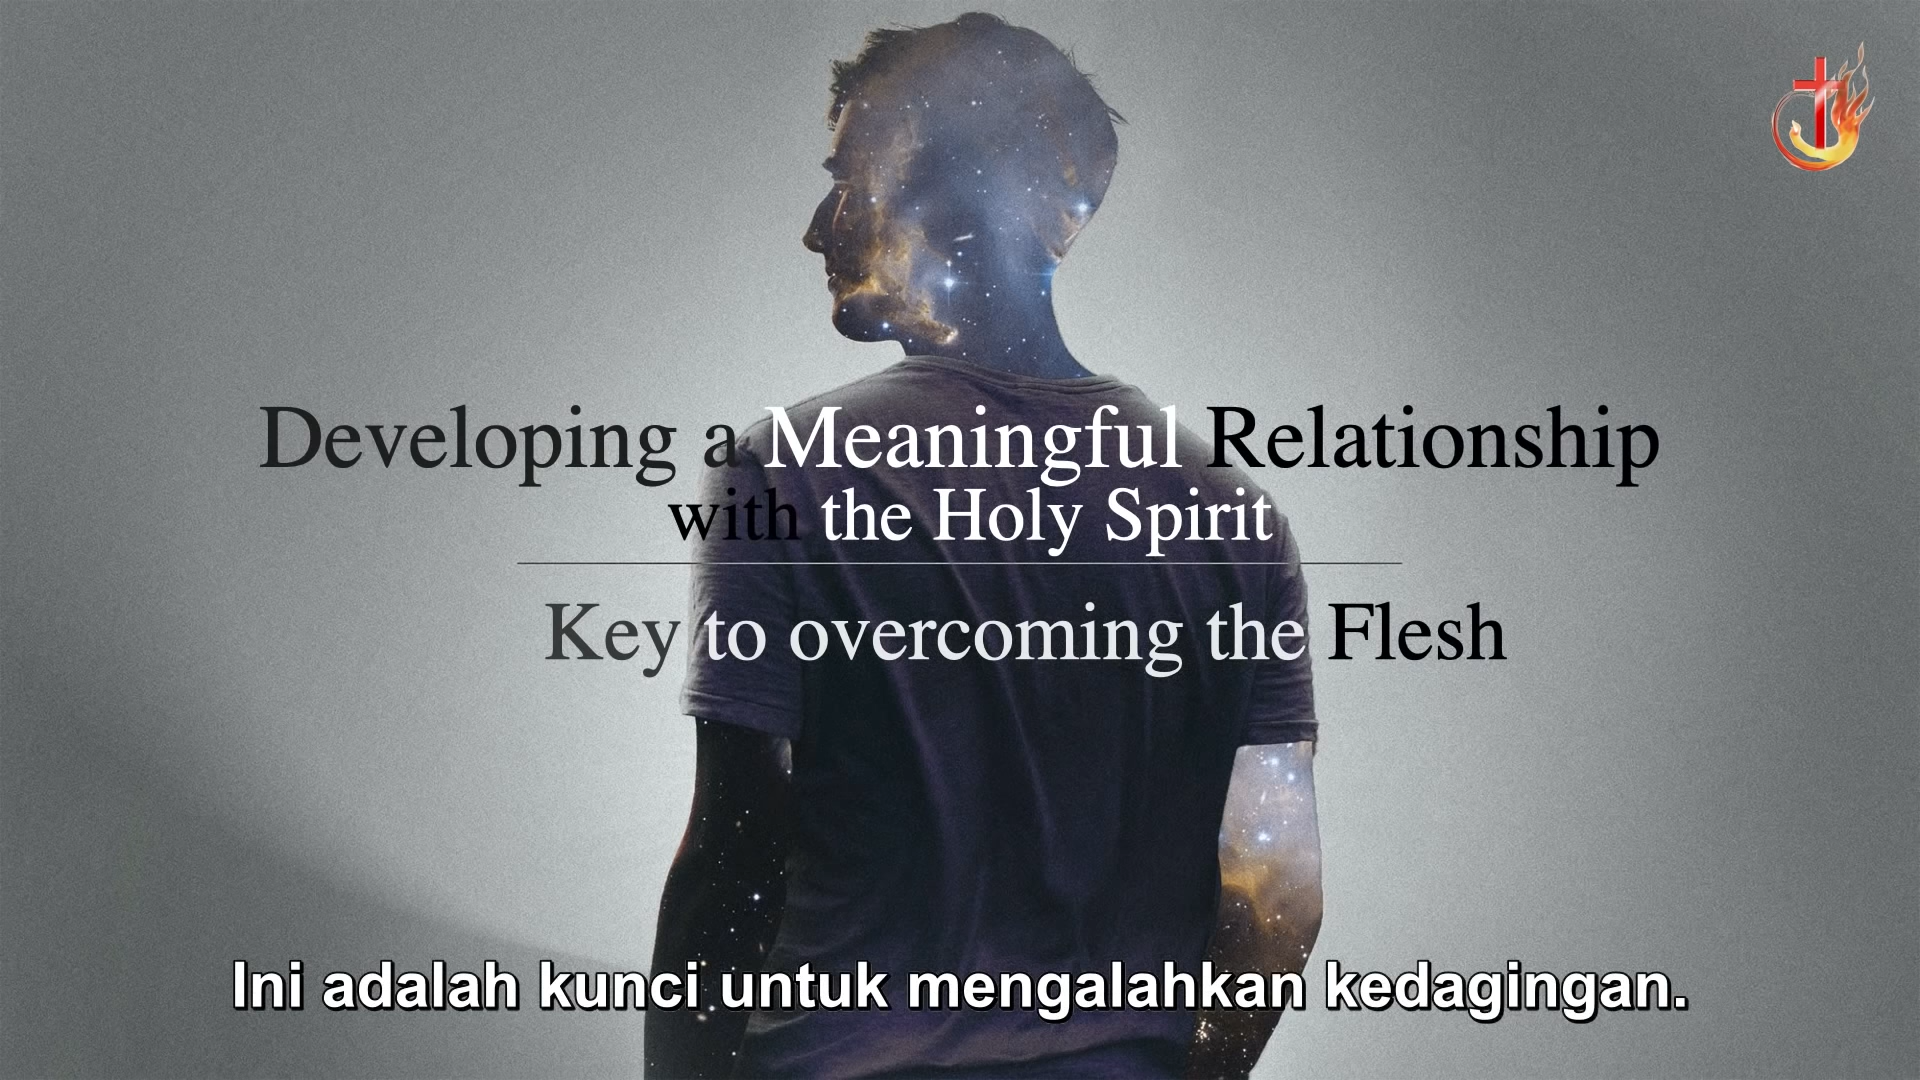 Developing a Meaningful Relationship
with the Holy Spirit
Key to overcoming the Flesh
Ini adalah kunci untuk mengalahkan kedagingan.